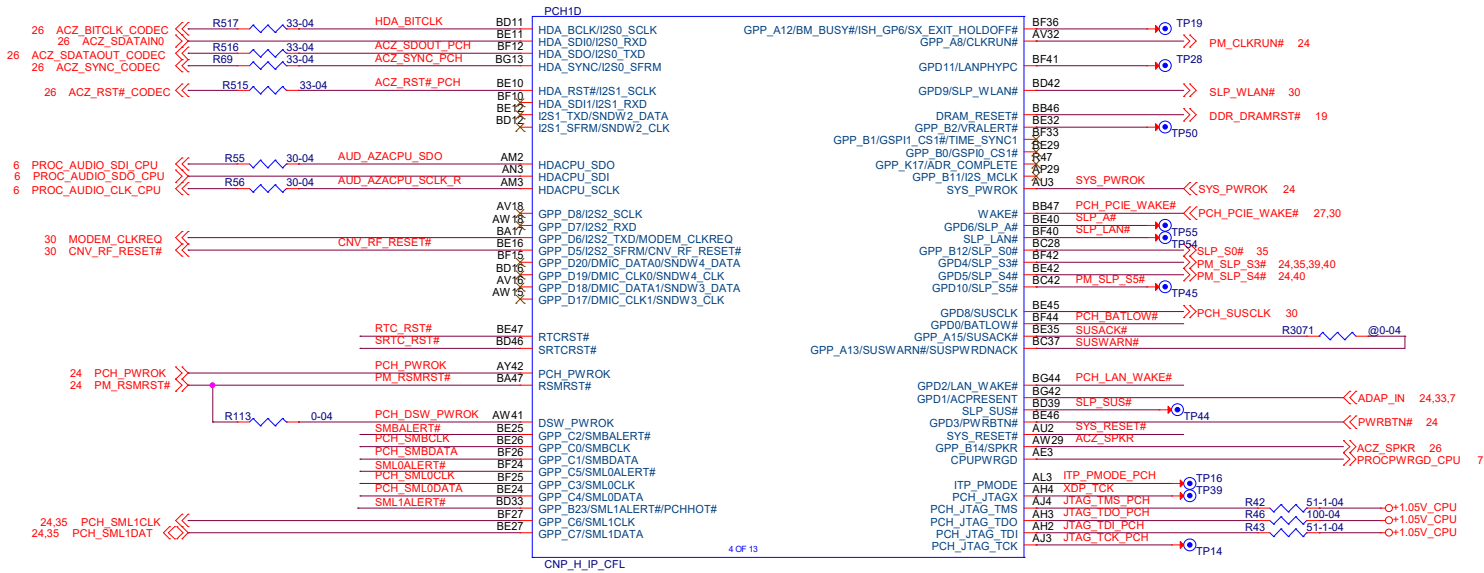 PCH1D
26 ACZ_BITCLK_CODEC R517 33-04 HDA_BITCLK BD11 HDA_BCLK/I2S0_SCLK
26 ACZ_SDATAIN0 BE11 HDA_SDI0/I2S0_RXD
26 ACZ_SDATAOUT_CODEC R516 33-04 ACZ_SDOUT_PCH BF12 HDA_SDO/I2S0_TXD
26 ACZ_SYNC_CODEC R69 33-04 ACZ_SYNC_PCH BG13 HDA_SYNC/I2S0_SFRM
26 ACZ_RST#_CODEC R515 33-04 ACZ_RST#_PCH BE10 HDA_RST#/I2S1_SCLK
BF10 HDA_SDI1/I2S1_RXD
BE12 I2S1_TXD/SNDW2_DATA
BD12 I2S1_SFRM/SNDW2_CLK
6 PROC_AUDIO_SDI_CPU R55 30-04 AUD_AZACPU_SDO AM2 HDACPU_SDO
6 PROC_AUDIO_SDO_CPU AN3 HDACPU_SDI
6 PROC_AUDIO_CLK_CPU R56 30-04 AUD_AZACPU_SCLK_R AM3 HDACPU_SCLK
AV18 GPP_D8/I2S2_SCLK
AW18 GPP_D7/I2S2_RXD
30 MODEM_CLKREQ BA17 GPP_D6/I2S2_TXD/MODEM_CLKREQ
30 CNV_RF_RESET# CNV_RF_RESET# BE16 GPP_D5/I2S2_SFRM/CNV_RF_RESET#
BF15 GPP_D20/DMIC_DATA0/SNDW4_DATA
BD16 GPP_D19/DMIC_CLK0/SNDW4_CLK
AV16 GPP_D18/DMIC_DATA1/SNDW3_DATA
AW15 GPP_D17/DMIC_CLK1/SNDW3_CLK
RTC_RST# BE47 RTCRST#
SRTC_RST# BD46 SRTCRST#
24 PCH_PWROK PCH_PWROK AY42 PCH_PWROK
24 PM_RSMRST# PM_RSMRST# BA47 RSMRST#
R113 0-04 PCH_DSW_PWROK AW41 DSW_PWROK
SMBALERT# BE25 GPP_C2/SMBALERT#
PCH_SMBCLK BE26 GPP_C0/SMBCLK
PCH_SMBDATA BF26 GPP_C1/SMBDATA
SML0ALERT# BF24 GPP_C5/SML0ALERT#
PCH_SML0CLK BF25 GPP_C3/SML0CLK
PCH_SML0DATA BE24 GPP_C4/SML0DATA
SML1ALERT# BD33 GPP_B23/SML1ALERT#/PCHHOT#
24,35 PCH_SML1CLK BF27 GPP_C6/SML1CLK
24,35 PCH_SML1DAT BE27 GPP_C7/SML1DATA
GPP_A12/BM_BUSY#/ISH_GP6/SX_EXIT_HOLDOFF# BF36 TP19
GPP_A8/CLKRUN# AV32 PM_CLKRUN# 24
GPD11/LANPHYPC BF41 TP28
GPD9/SLP_WLAN# BD42 SLP_WLAN# 30
DRAM_RESET# BB46 DDR_DRAMRST# 19
GPP_B2/VRALERT# BE32 TP50
GPP_B1/GSPI1_CS1#/TIME_SYNC1 BF33
GPP_B0/GSPI0_CS1# BE29
GPP_K17/ADR_COMPLETE R47
GPP_B11/I2S_MCLK AP29
SYS_PWROK AU3 SYS_PWROK SYS_PWROK 24
WAKE# BB47 PCH_PCIE_WAKE# PCH_PCIE_WAKE# 27,30
GPD6/SLP_A# BE40 SLP_A# TP55
SLP_LAN# BF40 SLP_LAN# TP54
GPP_B12/SLP_S0# BC28 SLP_S0# 35
GPD4/SLP_S3# BF42 PM_SLP_S3# 24,35,39,40
GPD5/SLP_S4# BE42 PM_SLP_S4# 24,40
GPD10/SLP_S5# BC42 PM_SLP_S5# TP45
GPD8/SUSCLK BE45 PCH_SUSCLK 30
GPD0/BATLOW# BF44 PCH_BATLOW#
GPP_A15/SUSACK# BE35 SUSACK# R3071 @0-04
GPP_A13/SUSWARN#/SUSPWRDNACK BC37 SUSWARN#
GPD2/LAN_WAKE# BG44 PCH_LAN_WAKE#
GPD1/ACPRESENT BG42 ADAP_IN 24,33,7
SLP_SUS# BD39 SLP_SUS# TP44
GPD3/PWRBTN# BE46 PWRBTN# 24
SYS_RESET# AU2 SYS_RESET#
GPP_B14/SPKR AW29 ACZ_SPKR ACZ_SPKR 26
CPUPWRGD AE3 PROCPWRGD_CPU 7
ITP_PMODE AL3 ITP_PMODE_PCH TP16
PCH_JTAGX AH4 XDP_TCK TP39
PCH_JTAG_TMS AJ4 JTAG_TMS_PCH R42 51-1-04 +1.05V_CPU
PCH_JTAG_TDO AH3 JTAG_TDO_PCH R46 100-04 +1.05V_CPU
PCH_JTAG_TDI AH2 JTAG_TDI_PCH R43 51-1-04 +1.05V_CPU
PCH_JTAG_TCK AJ3 JTAG_TCK_PCH TP14
4 OF 13
CNP_H_IP_CFL